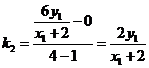 k₂ = (6y₁/(x₁+2) − 0)/(4−1) = 2y₁/(x₁+2)